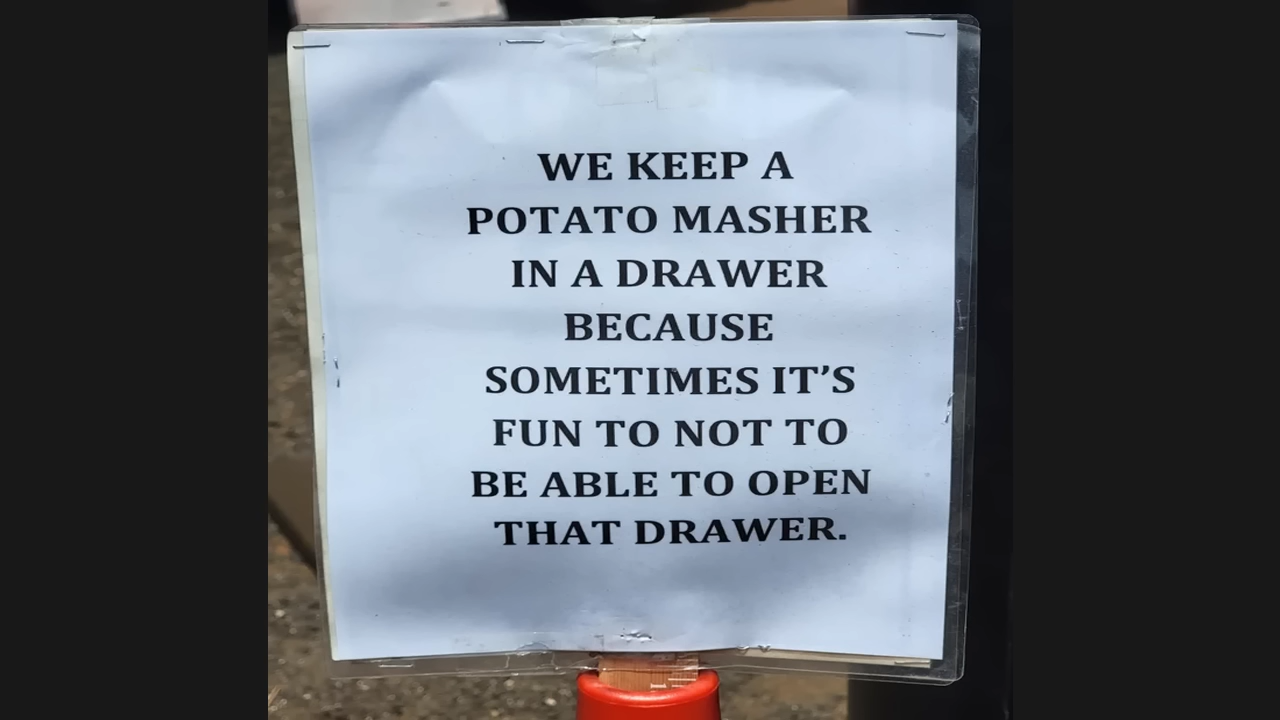 WE KEEP A
POTATO MASHER
IN A DRAWER
BECAUSE
SOMETIMES IT’S
FUN TO NOT TO
BE ABLE TO OPEN
THAT DRAWER.